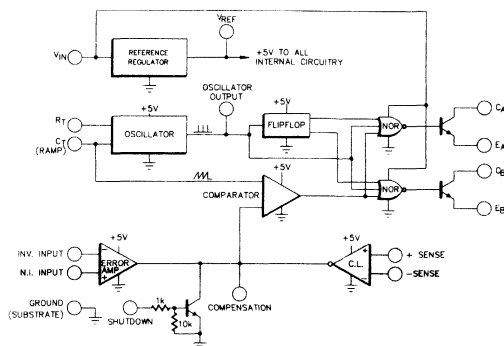 VREF
VIN
REFERENCE
REGULATOR
+5V TO ALL
INTERNAL CIRCUITRY
OSCILLATOR
OUTPUT
+5V
+5V
RT
CT
(RAMP)
OSCILLATOR
FLIPFLOP
NOR
CA
EA
+5V
COMPARATOR
NOR
CB
EB
INV. INPUT
N.I. INPUT
+5V
ERROR
AMP
+5V
C.L.
+ SENSE
-SENSE
GROUND
(SUBSTRATE)
1k
10k
SHUTDOWN
COMPENSATION